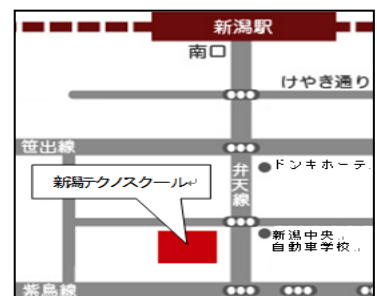 新潟駅
南口
けやき通り
笹出線
弁天線
ドンキホーテ
新潟テクノスクール
新潟中央
自動車学校
紫鳥線